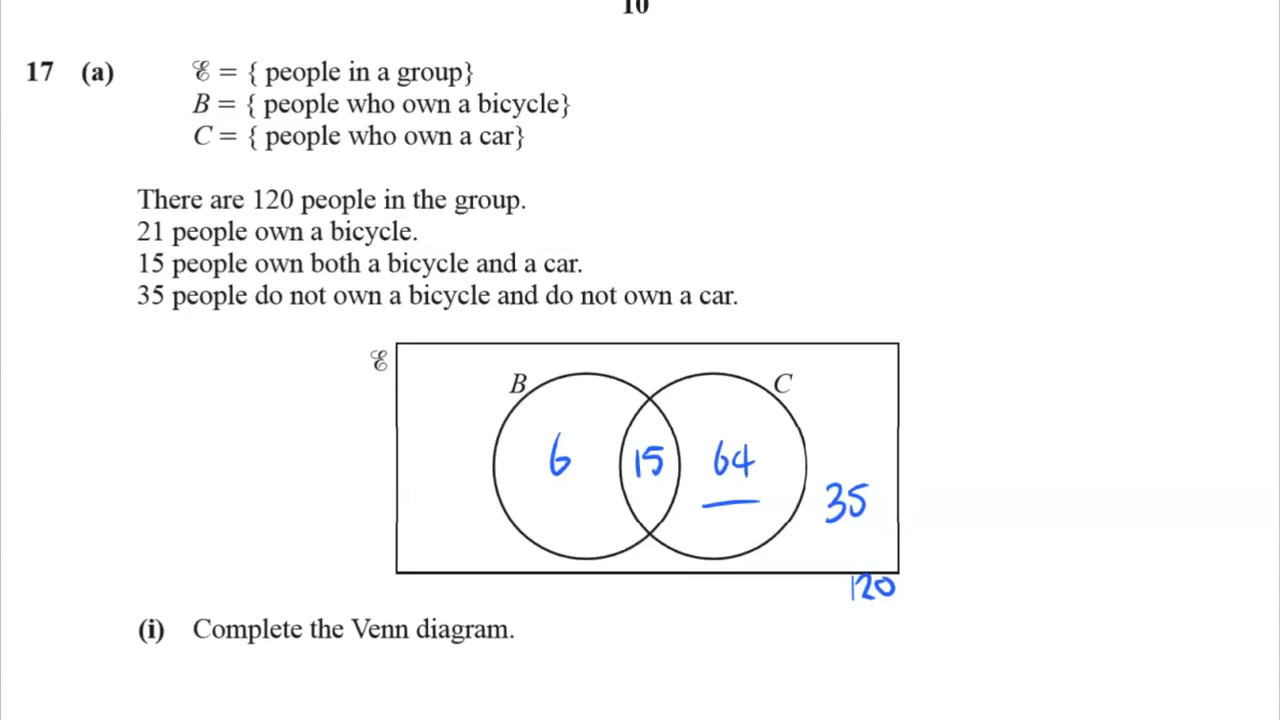 10
17 (a) ℰ = { people in a group}
B = { people who own a bicycle}
C = { people who own a car}
There are 120 people in the group.
21 people own a bicycle.
15 people own both a bicycle and a car.
35 people do not own a bicycle and do not own a car.
ℰ
B C
6 15 64
35
120
(i) Complete the Venn diagram.